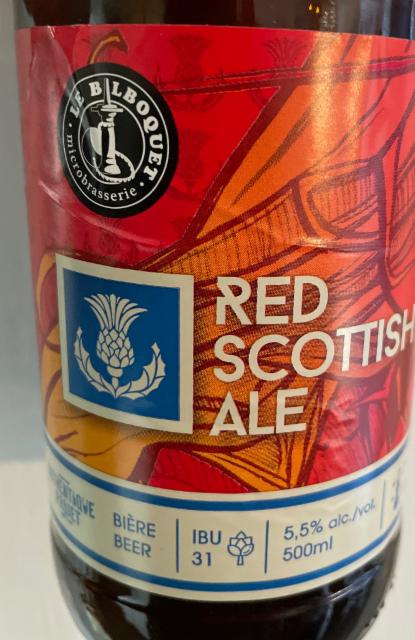 LE BILBOQUET
microbrasserie
RED
SCOTTISH
ALE
BIÈRE
BEER
IBU
31
5,5% alc./vol.
500ml